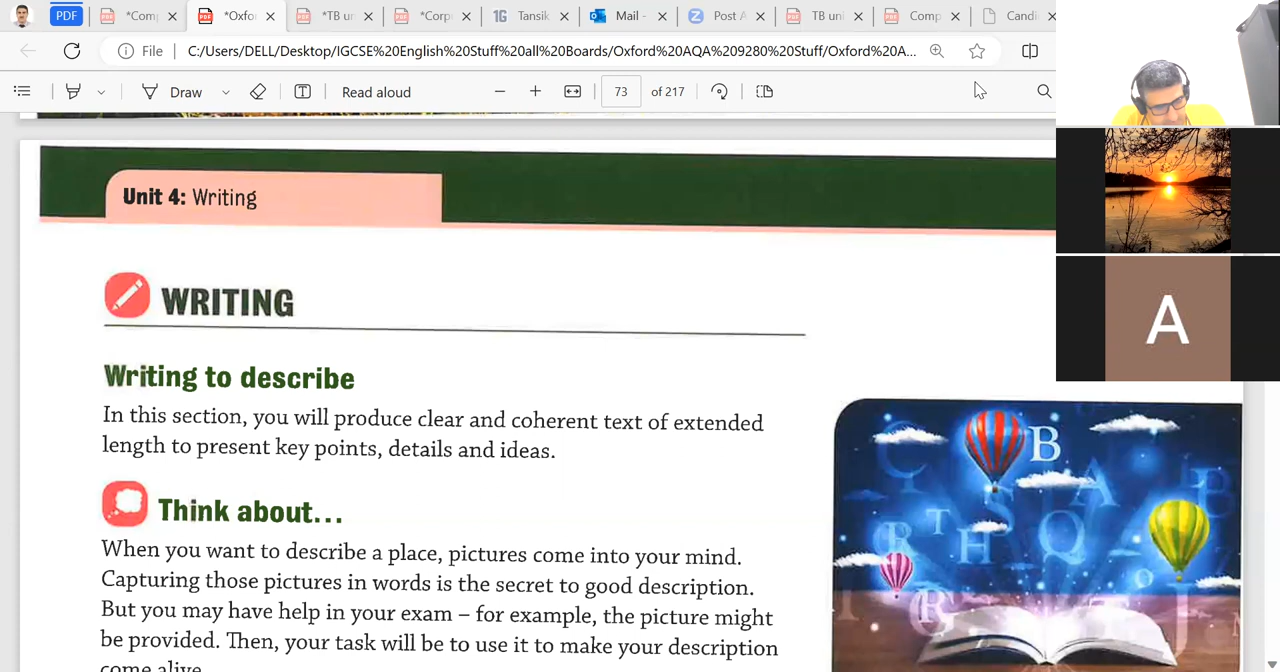 PDF
*Comp
*Oxfo
*TB ur
*Corp
1G Tansik
Mail -
Post A
TB uni
Comp
Candi
File
C:/Users/DELL/Desktop/IGCSE%20English%20Stuff%20all%20Boards/Oxford%20AQA%209280%20Stuff/Oxford%20A...
Draw
Read aloud
73
of 217
Unit 4: Writing
WRITING
Writing to describe
In this section, you will produce clear and coherent text of extended
length to present key points, details and ideas.
Think about...
When you want to describe a place, pictures come into your mind.
Capturing those pictures in words is the secret to good description.
But you may have help in your exam – for example, the picture might
be provided. Then, your task will be to use it to make your description
come alive
A
B
C
A
B
T
H
Q
R
R